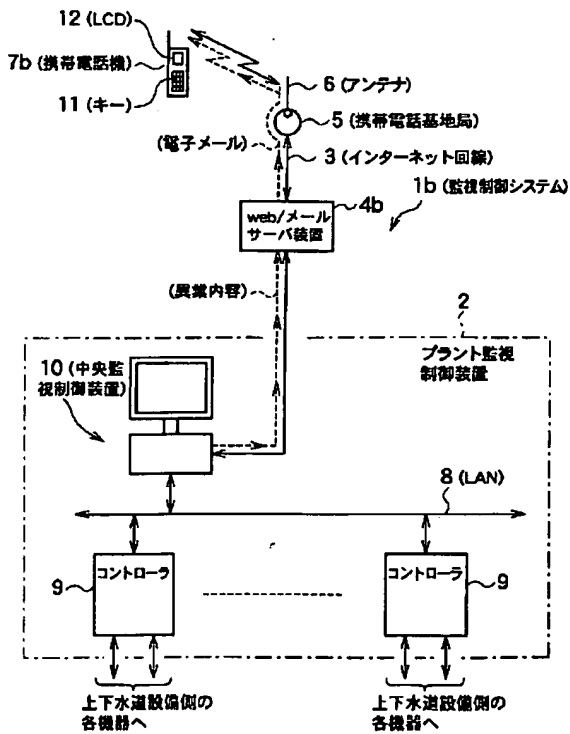 12 (LCD)
7b (携帯電話機)
11 (キー)
6 (アンテナ)
5 (携帯電話基地局)
(電子メール)
3 (インターネット回線)
1b (監視制御システム)
4b
web/メール
サーバ装置
(異業内容)
2
プラント監視
制御装置
10 (中央監
視制御装置)
8 (LAN)
コントローラ
9
コントローラ
9
上下水道設備側の
各機器へ
上下水道設備側の
各機器へ